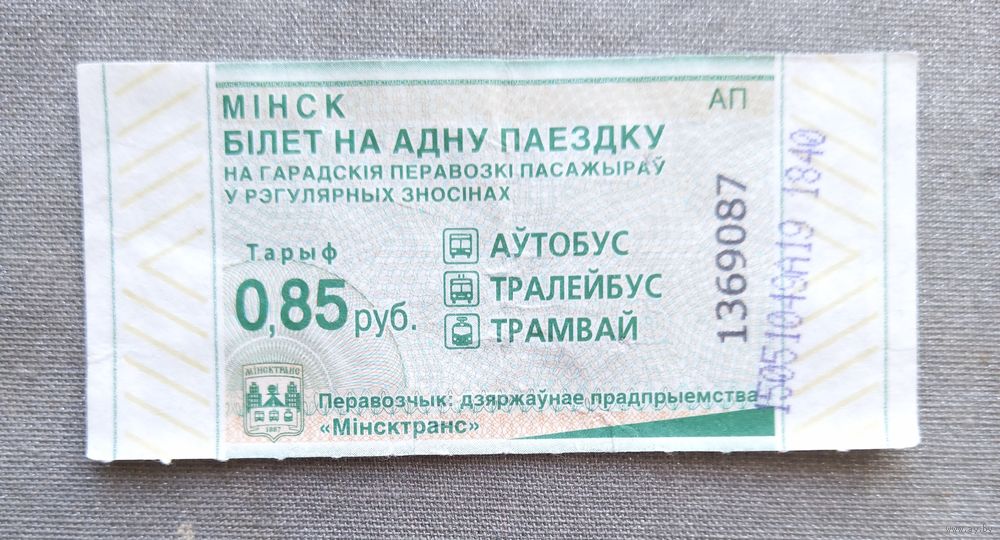 МІНСК
АП
БІЛЕТ НА АДНУ ПАЕЗДКУ
НА ГАРАДСКІЯ ПЕРАВОЗКІ ПАСАЖЫРАЎ
У РЭГУЛЯРНЫХ ЗНОСІНАХ
Тарыф
0,85 руб.
АЎТОБУС
ТРАЛЕЙБУС
ТРАМВАЙ
1369087
МІНСКТРАНС
Перавозчык: дзяржаўнае прадпрыемства
«Мінсктранс»
1840